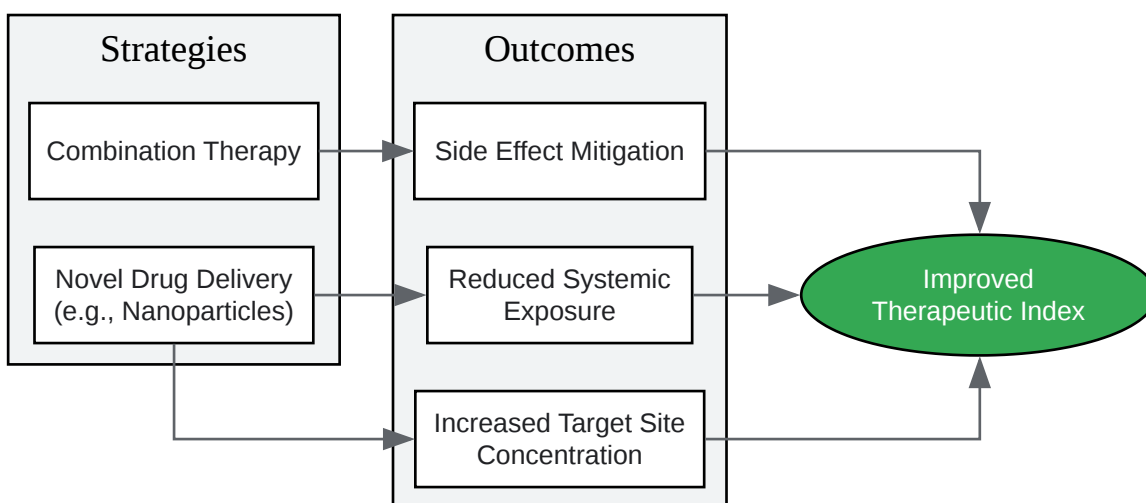 Strategies
Combination Therapy
Novel Drug Delivery
(e.g., Nanoparticles)
Outcomes
Side Effect Mitigation
Reduced Systemic
Exposure
Increased Target Site
Concentration
Improved
Therapeutic Index